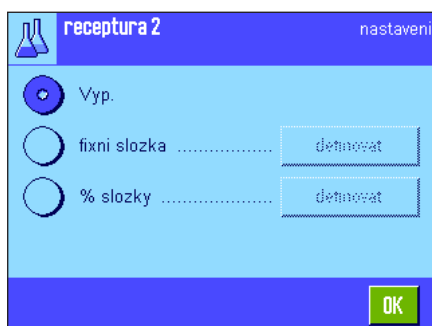 receptura 2 nastaveni
Vyp.
fixni slozka ................. definovat
% slozky .................... definovat
OK